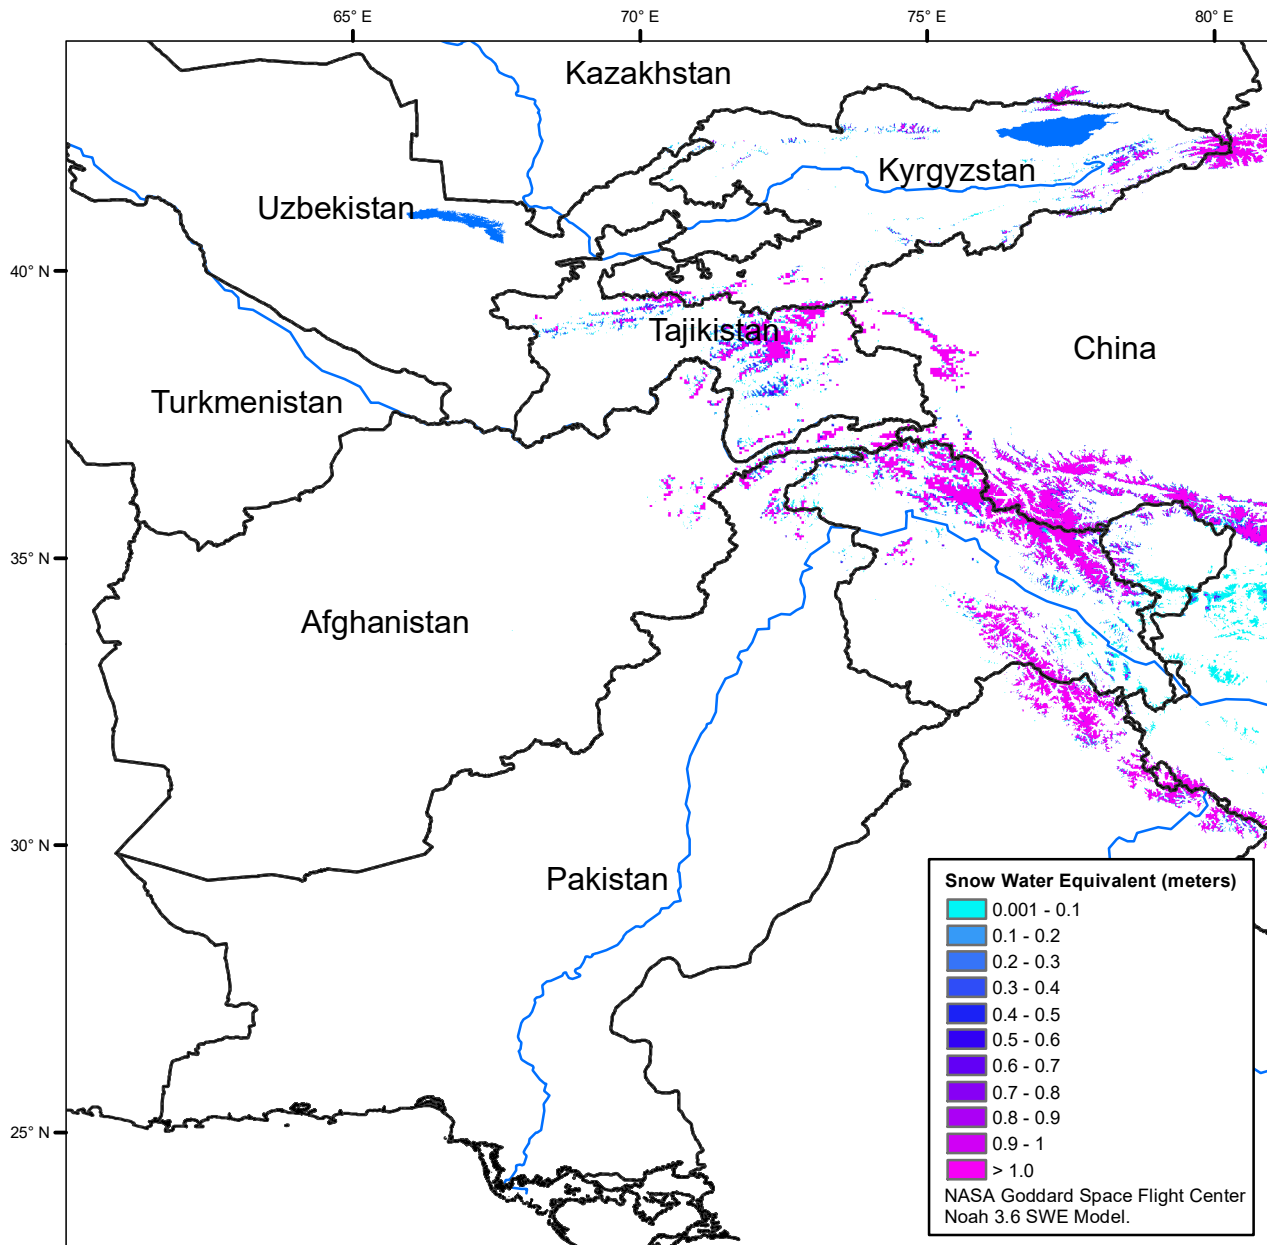 65° E
70° E
75° E
80° E
Kazakhstan
Kyrgyzstan
Uzbekistan
40° N
Tajikistan
China
Turkmenistan
35° N
Afghanistan
30° N
Pakistan
25° N
Snow Water Equivalent (meters)
0.001 - 0.1
0.1 - 0.2
0.2 - 0.3
0.3 - 0.4
0.4 - 0.5
0.5 - 0.6
0.6 - 0.7
0.7 - 0.8
0.8 - 0.9
0.9 - 1
> 1.0
NASA Goddard Space Flight Center
Noah 3.6 SWE Model.